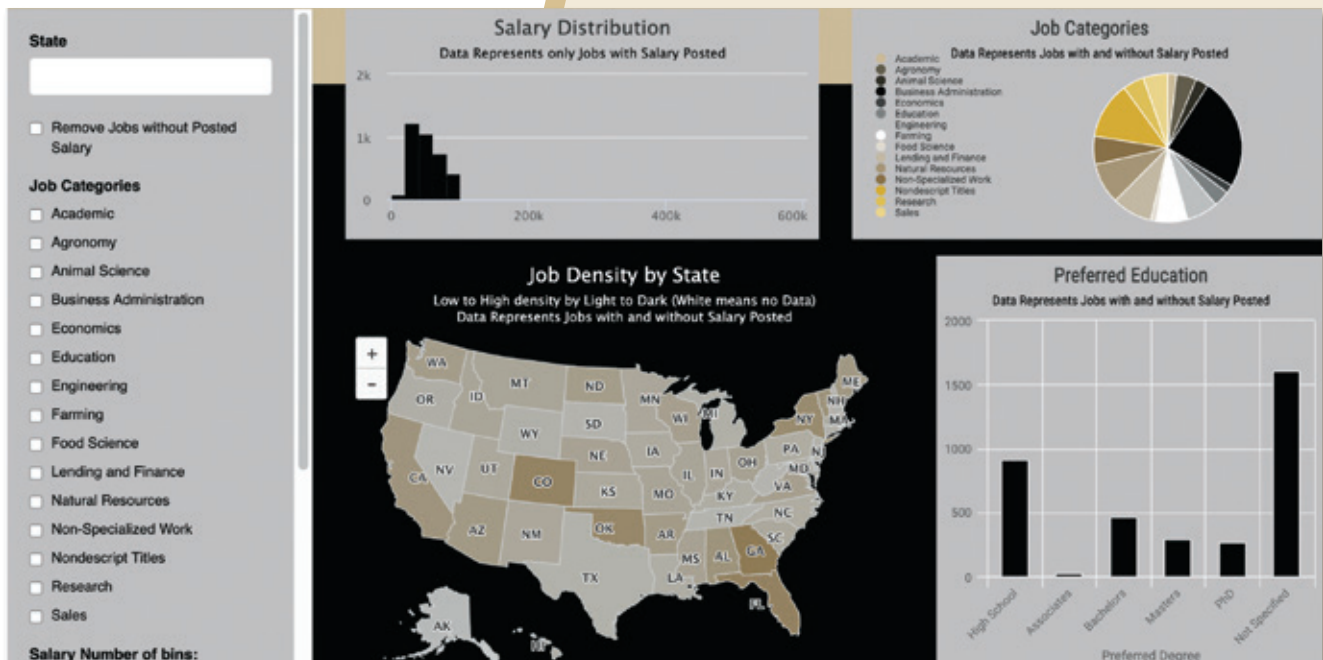 State
Remove Jobs without Posted
Salary
Job Categories
Academic
Agronomy
Animal Science
Business Administration
Economics
Education
Engineering
Farming
Food Science
Lending and Finance
Natural Resources
Non-Specialized Work
Nondescript Titles
Research
Sales
Salary Number of bins:
Salary Distribution
Data Represents only Jobs with Salary Posted
2k
1k
0
0 200k 400k 600k
Job Categories
Data Represents Jobs with and without Salary Posted
Academic
Agronomy
Animal Science
Business Administration
Economics
Education
Engineering
Farming
Food Science
Lending and Finance
Natural Resources
Non-Specialized Work
Nondescript Titles
Research
Sales
Job Density by State
Low to High density by Light to Dark (White means no Data)
Data Represents Jobs with and without Salary Posted
+
−
WA
MT
ND
ME
OR
ID
MN
NH
WI
MI
NY
MA
WY
SD
IA
PA
NJ
NV
UT
NE
IL
IN
OH
MD
CA
CO
KS
MO
KY
VA
AZ
NM
OK
AR
TN
NC
SC
TX
LA
MS
AL
GA
FL
AK
HI
Preferred Education
Data Represents Jobs with and without Salary Posted
2000
1500
1000
500
0
High School
Associates
Bachelors
Masters
PhD
Not Specified
Preferred Degree